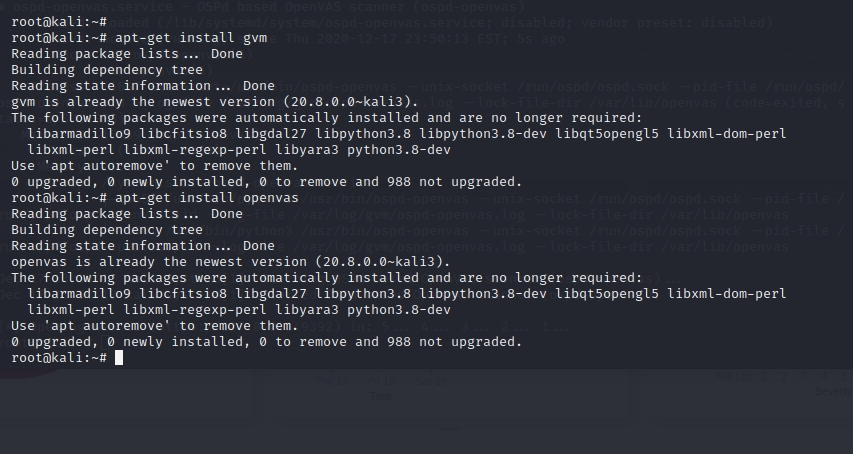 root@kali:~#
root@kali:~# apt-get install gvm
Reading package lists... Done
Building dependency tree
Reading state information... Done
gvm is already the newest version (20.8.0.0~kali3).
The following packages were automatically installed and are no longer required:
  libarmadillo9 libcfitsio8 libgdal27 libpython3.8 libpython3.8-dev libqt5opengl5 libxml-dom-perl
  libxml-perl libxml-regexp-perl libyara3 python3.8-dev
Use 'apt autoremove' to remove them.
0 upgraded, 0 newly installed, 0 to remove and 988 not upgraded.
root@kali:~# apt-get install openvas
Reading package lists... Done
Building dependency tree
Reading state information... Done
openvas is already the newest version (20.8.0.0~kali3).
The following packages were automatically installed and are no longer required:
  libarmadillo9 libcfitsio8 libgdal27 libpython3.8 libpython3.8-dev libqt5opengl5 libxml-dom-perl
  libxml-perl libxml-regexp-perl libyara3 python3.8-dev
Use 'apt autoremove' to remove them.
0 upgraded, 0 newly installed, 0 to remove and 988 not upgraded.
root@kali:~#